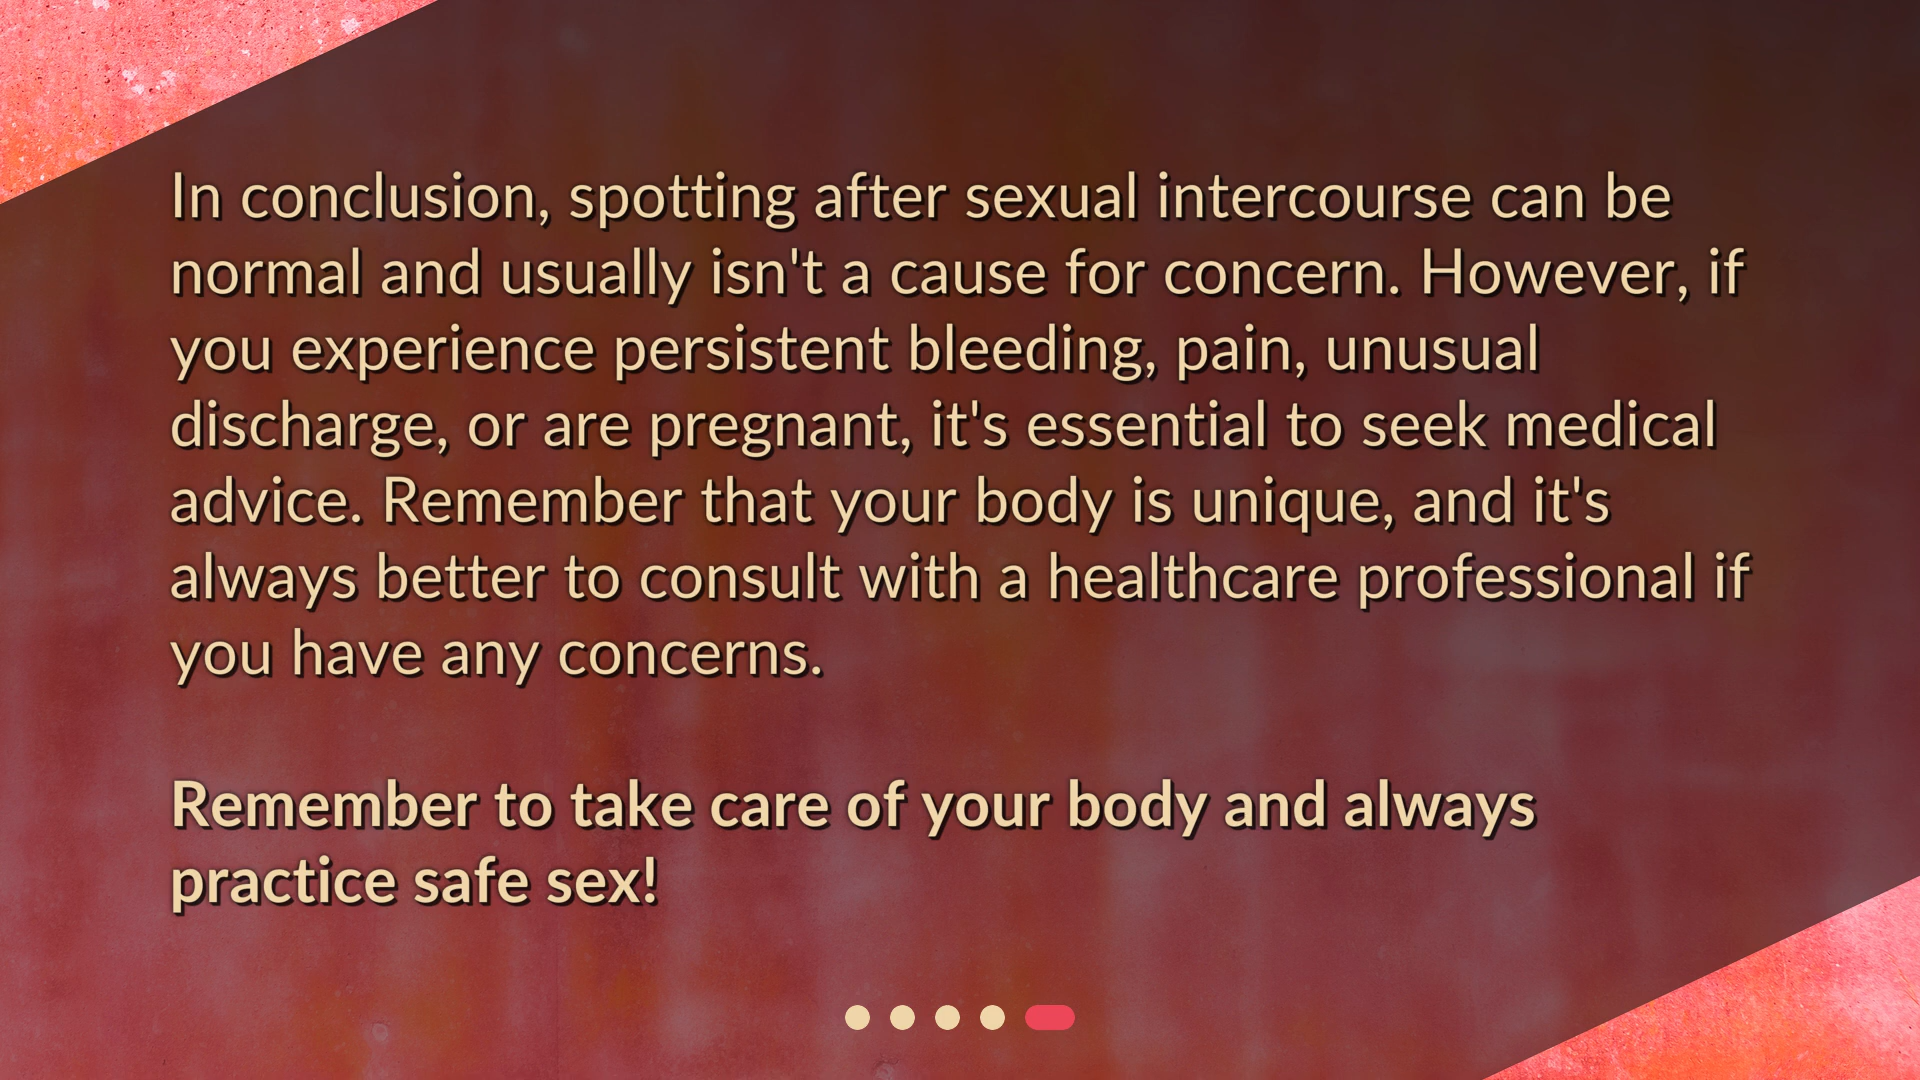 In conclusion, spotting after sexual intercourse can be
normal and usually isn't a cause for concern. However, if
you experience persistent bleeding, pain, unusual
discharge, or are pregnant, it's essential to seek medical
advice. Remember that your body is unique, and it's
always better to consult with a healthcare professional if
you have any concerns.
Remember to take care of your body and always
practice safe sex!